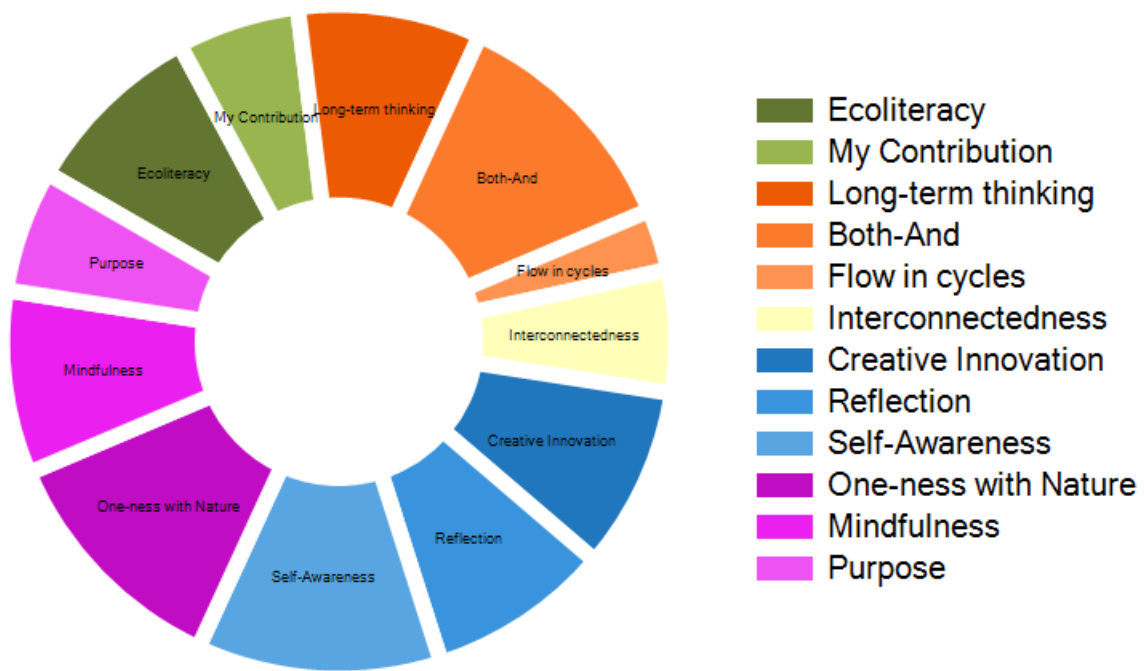 Long-term thinking
My Contribution
Ecoliteracy
Both-And
Purpose
Flow in cycles
Interconnectedness
Mindfulness
Creative Innovation
One-ness with Nature
Reflection
Self-Awareness
Ecoliteracy
My Contribution
Long-term thinking
Both-And
Flow in cycles
Interconnectedness
Creative Innovation
Reflection
Self-Awareness
One-ness with Nature
Mindfulness
Purpose